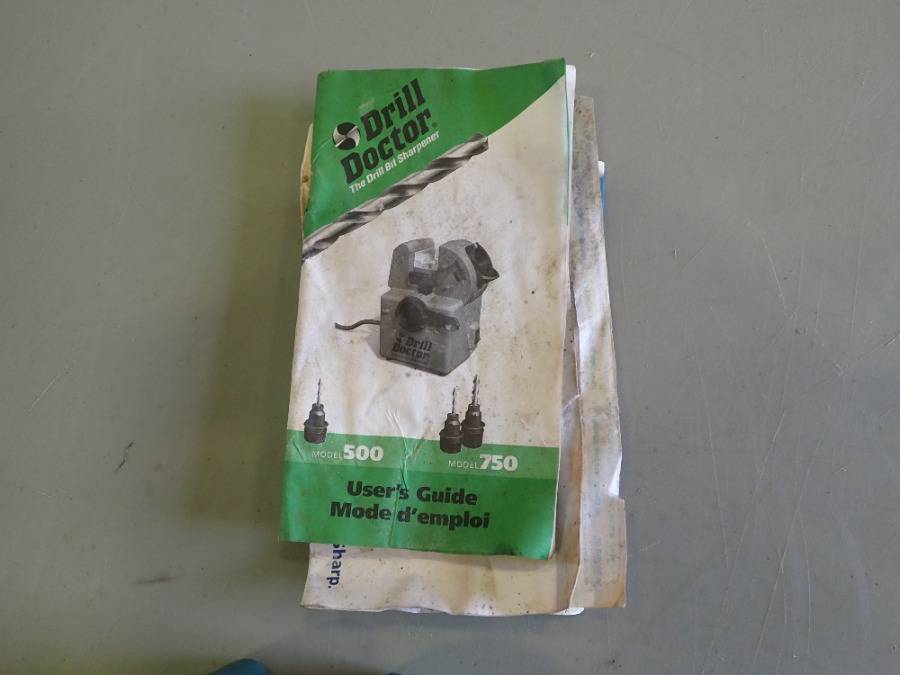 Drill
Doctor®
The Drill Bit Sharpener
Drill
Doctor
MODEL 500
MODEL 750
User's Guide
Mode d'emploi
Sharp.